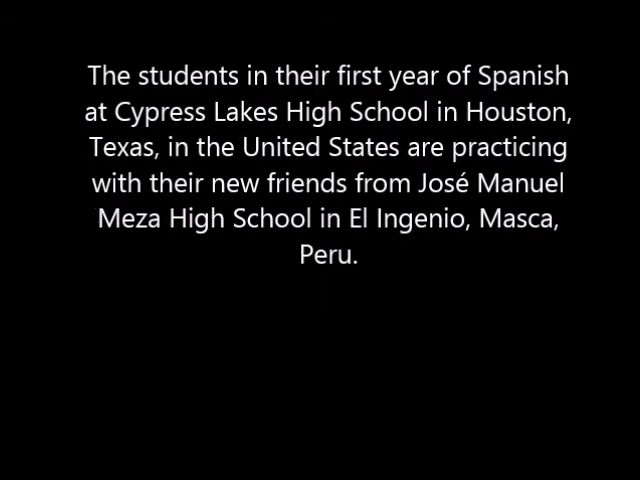 The students in their first year of Spanish
at Cypress Lakes High School in Houston,
Texas, in the United States are practicing
with their new friends from José Manuel
Meza High School in El Ingenio, Masca,
Peru.